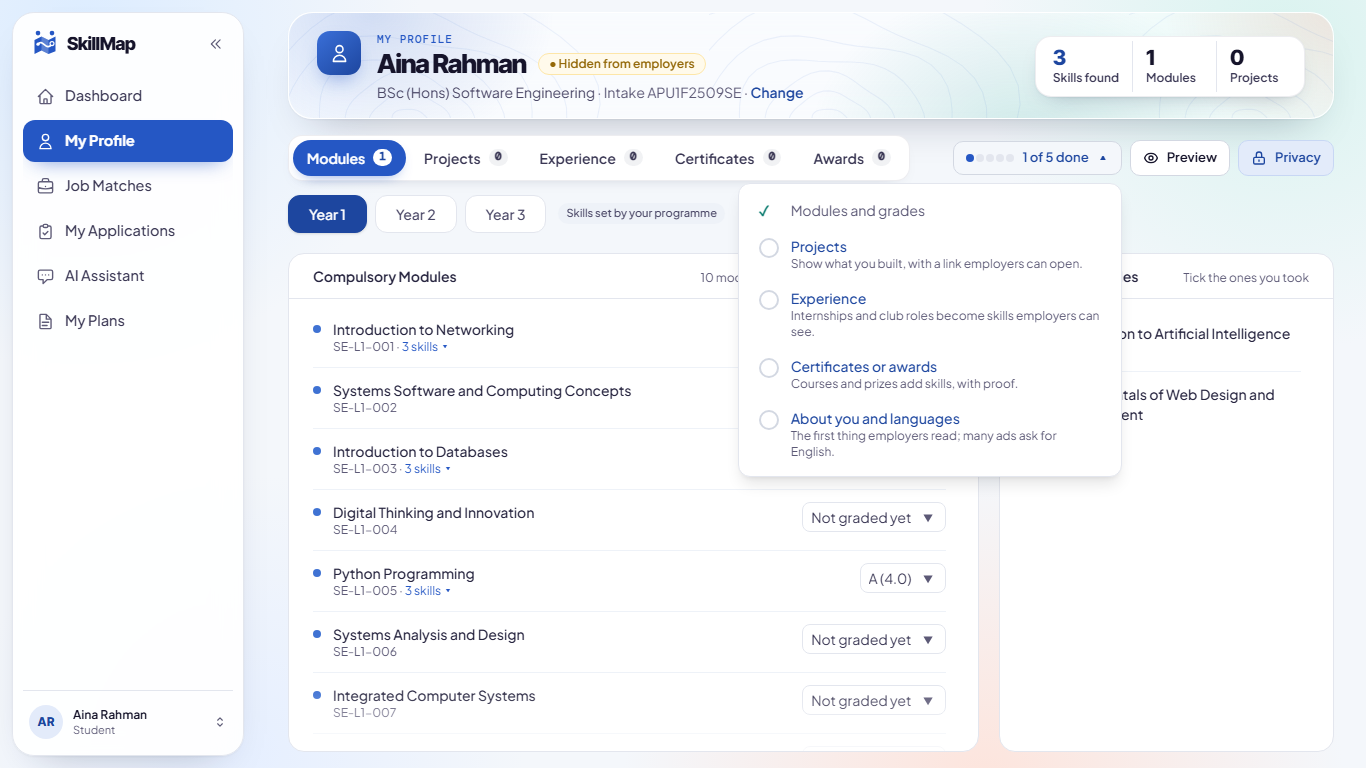 SkillMap
Dashboard
My Profile
Job Matches
My Applications
AI Assistant
My Plans
AR
Aina Rahman
Student
MY PROFILE
Aina Rahman
Hidden from employers
BSc (Hons) Software Engineering · Intake APU1F2509SE · Change
3
Skills found
1
Modules
0
Projects
Modules 1
Projects 0
Experience 0
Certificates 0
Awards 0
1 of 5 done
Preview
Privacy
Year 1
Year 2
Year 3
Skills set by your programme
Modules and grades
Projects
Show what you built, with a link employers can open.
Experience
Internships and club roles become skills employers can
see.
Certificates or awards
Courses and prizes add skills, with proof.
About you and languages
The first thing employers read; many ads ask for
English.
Compulsory Modules
10
Introduction to Networking
SE-L1-001 · 3 skills
Systems Software and Computing Concepts
SE-L1-002
Introduction to Databases
SE-L1-003 · 3 skills
Digital Thinking and Innovation
SE-L1-004
Not graded yet
Python Programming
SE-L1-005 · 3 skills
A (4.0)
Systems Analysis and Design
SE-L1-006
Not graded yet
Integrated Computer Systems
SE-L1-007
Not graded yet
Tick the ones you took
to Artificial Intelligence
of Web Design and